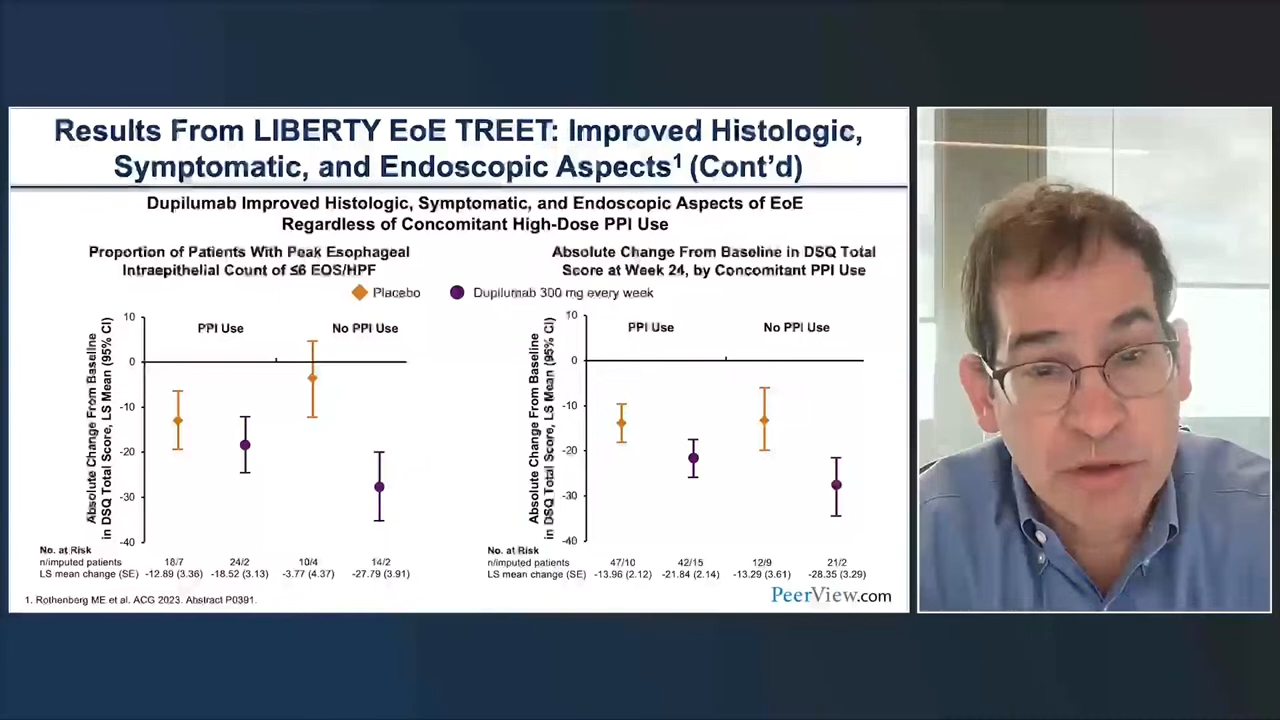 Results From LIBERTY EoE TREET: Improved Histologic,
Symptomatic, and Endoscopic Aspects¹ (Cont'd)
Dupilumab Improved Histologic, Symptomatic, and Endoscopic Aspects of EoE
Regardless of Concomitant High-Dose PPI Use
Proportion of Patients With Peak Esophageal
Intraepithelial Count of ≤6 EOS/HPF
Absolute Change From Baseline in DSQ Total
Score at Week 24, by Concomitant PPI Use
Placebo
Dupilumab 300 mg every week
Absolute Change From Baseline
in DSQ Total Score, LS Mean (95% CI)
10
0
-10
-20
-30
-40
PPI Use
No PPI Use
Absolute Change From Baseline
in DSQ Total Score, LS Mean (95% CI)
10
0
-10
-20
-30
-40
PPI Use
No PPI Use
No. at Risk
n/imputed patients 18/7 24/2 10/4 14/2
LS mean change (SE) -12.89 (3.36) -18.52 (3.13) -3.77 (4.37) -27.79 (3.91)
No. at Risk
n/imputed patients 47/10 42/15 12/9 21/2
LS mean change (SE) -13.96 (2.12) -21.84 (2.14) -13.29 (3.61) -28.35 (3.29)
1. Rothenberg ME et al. ACG 2023. Abstract P0391.
PeerView.com